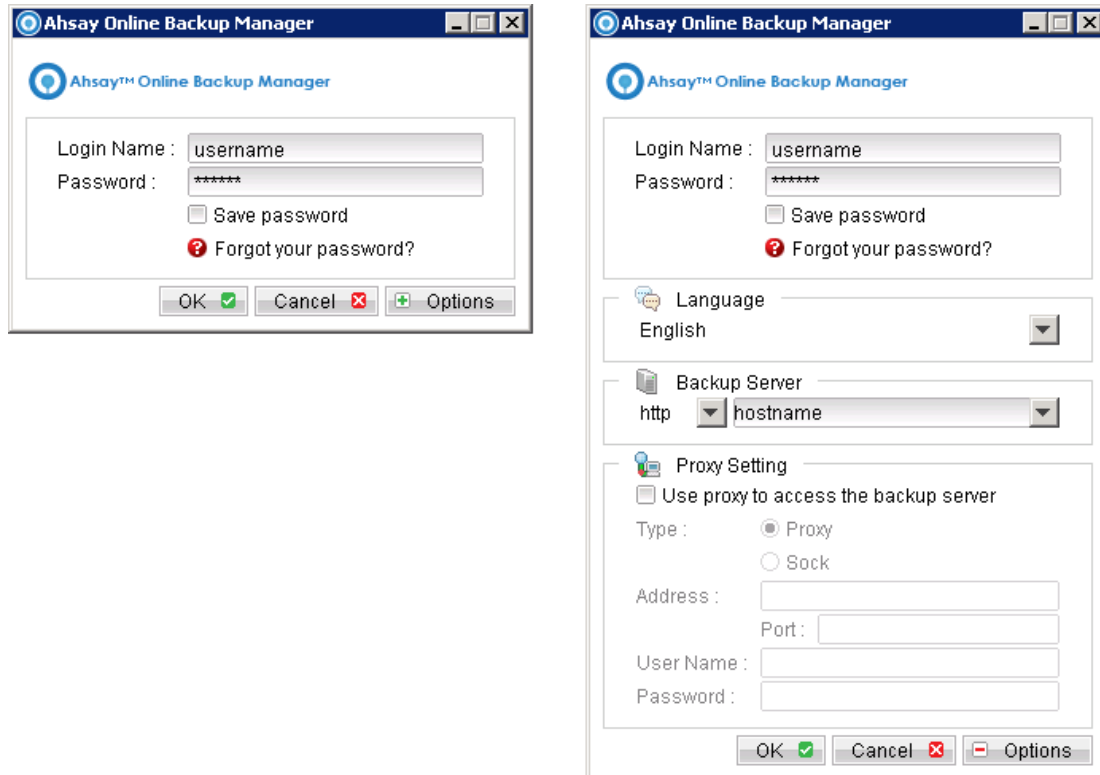 Ahsay Online Backup Manager
Ahsay™ Online Backup Manager
Login Name : username
Password : ******
Save password
Forgot your password?
OK Cancel Options
Ahsay Online Backup Manager
Ahsay™ Online Backup Manager
Login Name : username
Password : ******
Save password
Forgot your password?
Language
English
Backup Server
http hostname
Proxy Setting
Use proxy to access the backup server
Type : Proxy
Sock
Address :
Port :
User Name :
Password :
OK Cancel Options